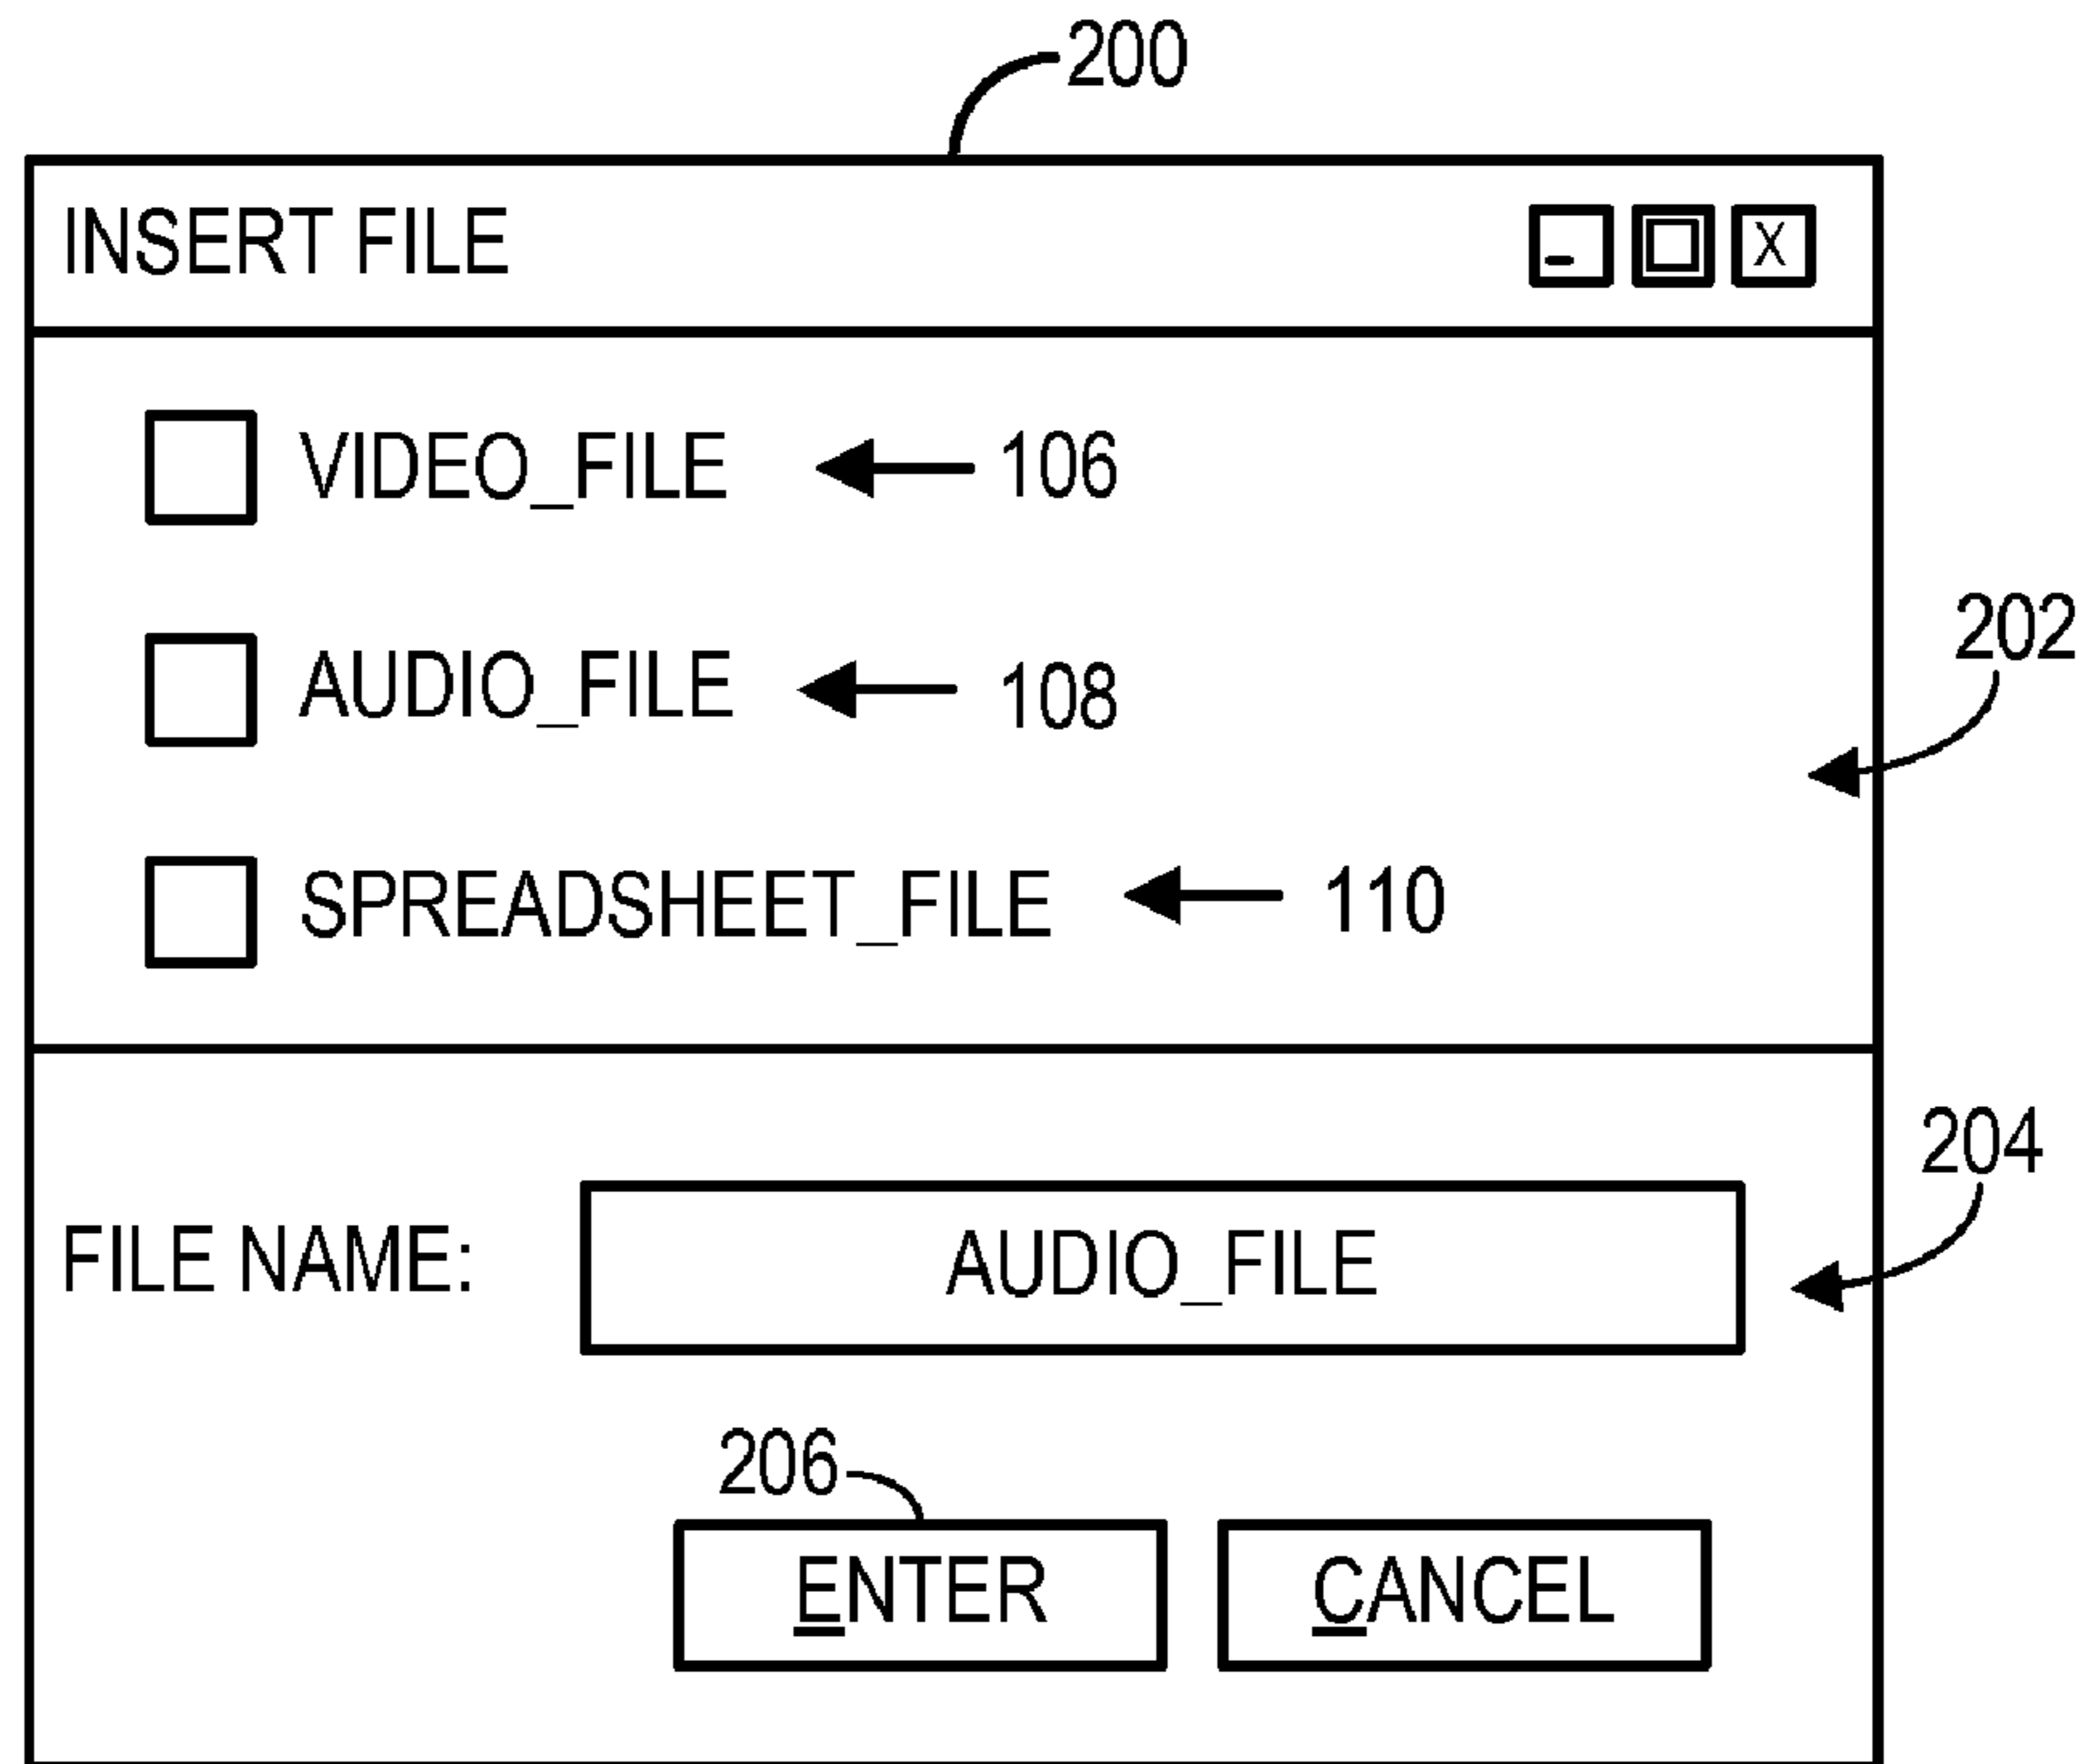 200
INSERT FILE - X
VIDEO_FILE 106
202
AUDIO_FILE 108
SPREADSHEET_FILE 110
204
FILE NAME: AUDIO_FILE
206
ENTER CANCEL